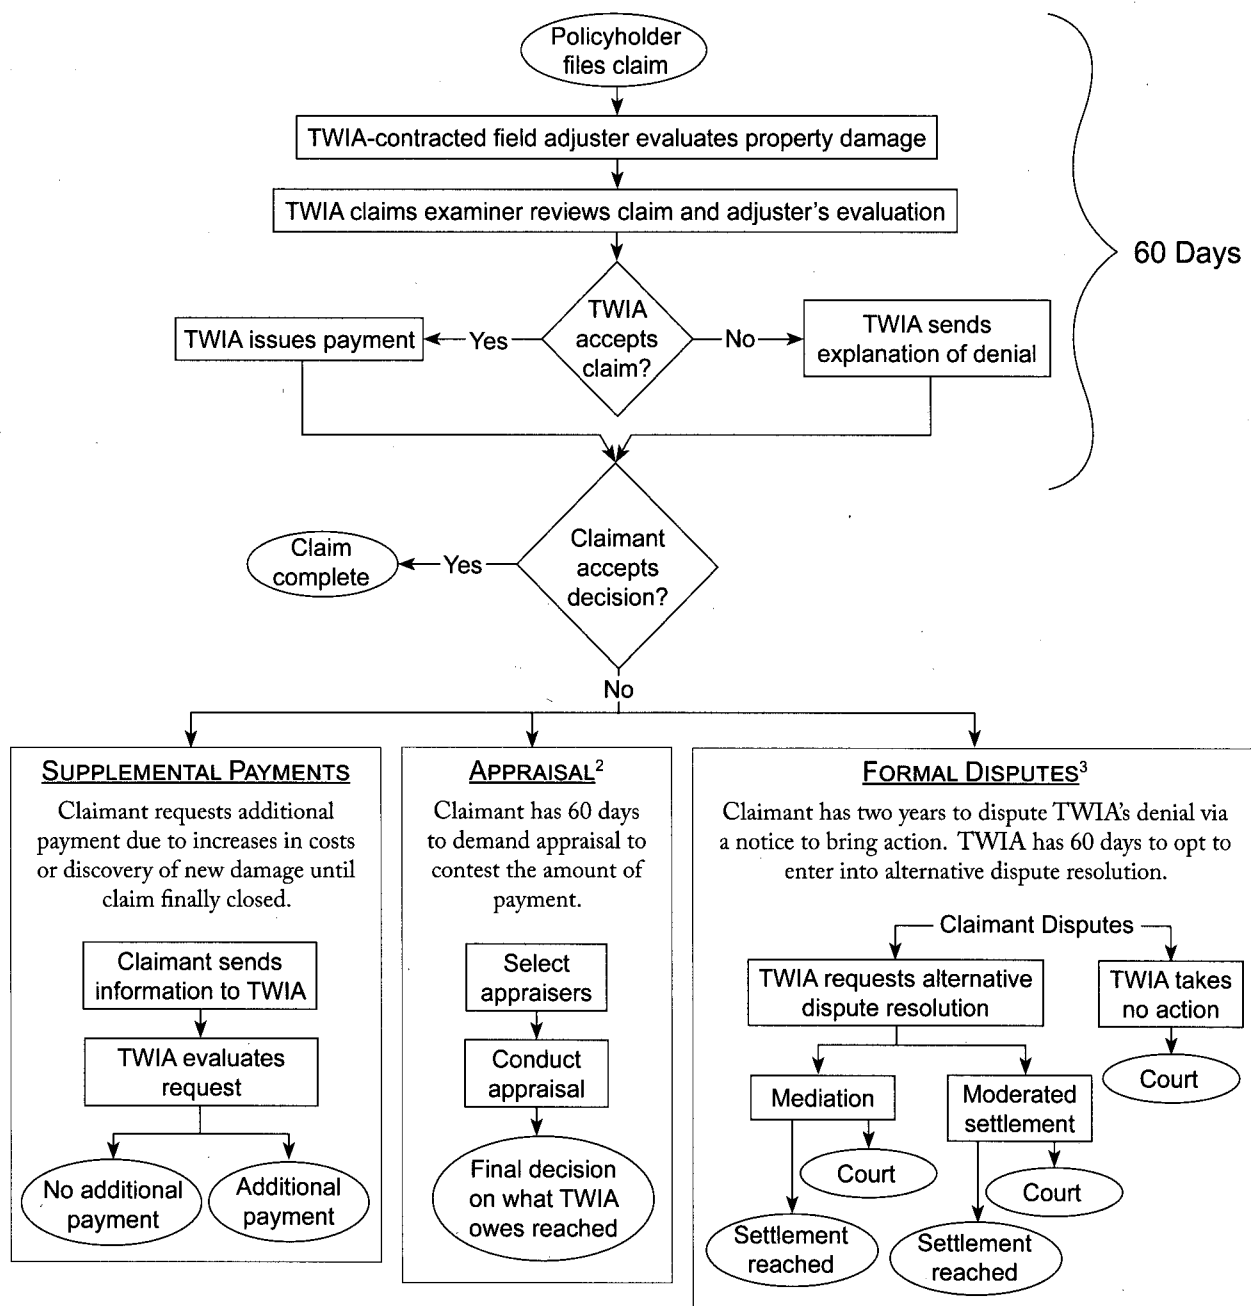 Policyholder
files claim
TWIA-contracted field adjuster evaluates property damage
TWIA claims examiner reviews claim and adjuster's evaluation
60 Days
TWIA
accepts
claim?
Yes
No
TWIA issues payment
TWIA sends
explanation of denial
Claimant
accepts
decision?
Yes
Claim
complete
No
SUPPLEMENTAL PAYMENTS
Claimant requests additional
payment due to increases in costs
or discovery of new damage until
claim finally closed.
Claimant sends
information to TWIA
TWIA evaluates
request
No additional
payment
Additional
payment
APPRAISAL²
Claimant has 60 days
to demand appraisal to
contest the amount of
payment.
Select
appraisers
Conduct
appraisal
Final decision
on what TWIA
owes reached
FORMAL DISPUTES³
Claimant has two years to dispute TWIA's denial via
a notice to bring action. TWIA has 60 days to opt to
enter into alternative dispute resolution.
Claimant Disputes
TWIA requests alternative
dispute resolution
TWIA takes
no action
Court
Mediation
Moderated
settlement
Court
Court
Settlement
reached
Settlement
reached